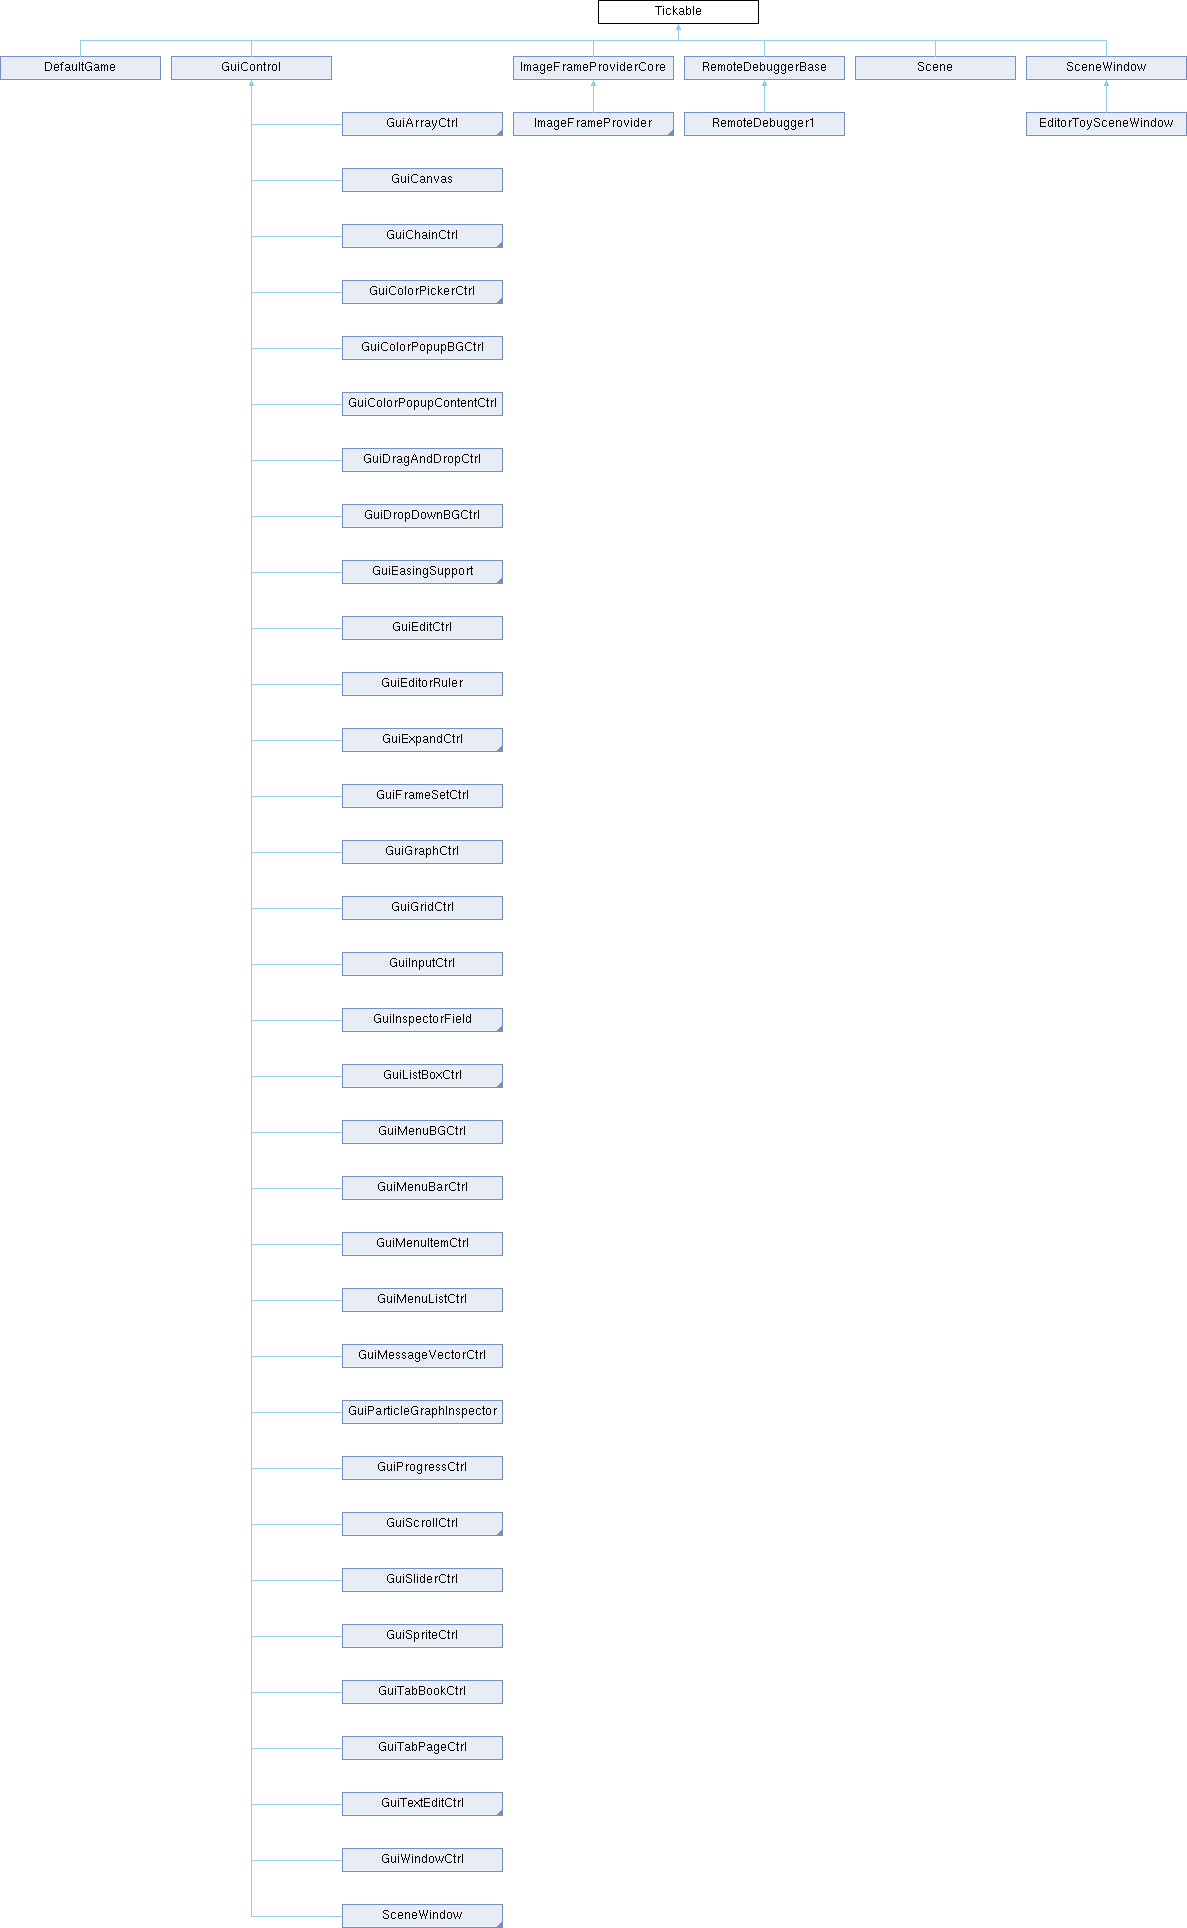 Tickable
DefaultGame
GuiControl
ImageFrameProviderCore
RemoteDebuggerBase
Scene
SceneWindow
GuiArrayCtrl
ImageFrameProvider
RemoteDebugger1
EditorToySceneWindow
GuiCanvas
GuiChainCtrl
GuiColorPickerCtrl
GuiColorPopupBGCtrl
GuiColorPopupContentCtrl
GuiDragAndDropCtrl
GuiDropDownBGCtrl
GuiEasingSupport
GuiEditCtrl
GuiEditorRuler
GuiExpandCtrl
GuiFrameSetCtrl
GuiGraphCtrl
GuiGridCtrl
GuiInputCtrl
GuiInspectorField
GuiListBoxCtrl
GuiMenuBGCtrl
GuiMenuBarCtrl
GuiMenuItemCtrl
GuiMenuListCtrl
GuiMessageVectorCtrl
GuiParticleGraphInspector
GuiProgressCtrl
GuiScrollCtrl
GuiSliderCtrl
GuiSpriteCtrl
GuiTabBookCtrl
GuiTabPageCtrl
GuiTextEditCtrl
GuiWindowCtrl
SceneWindow